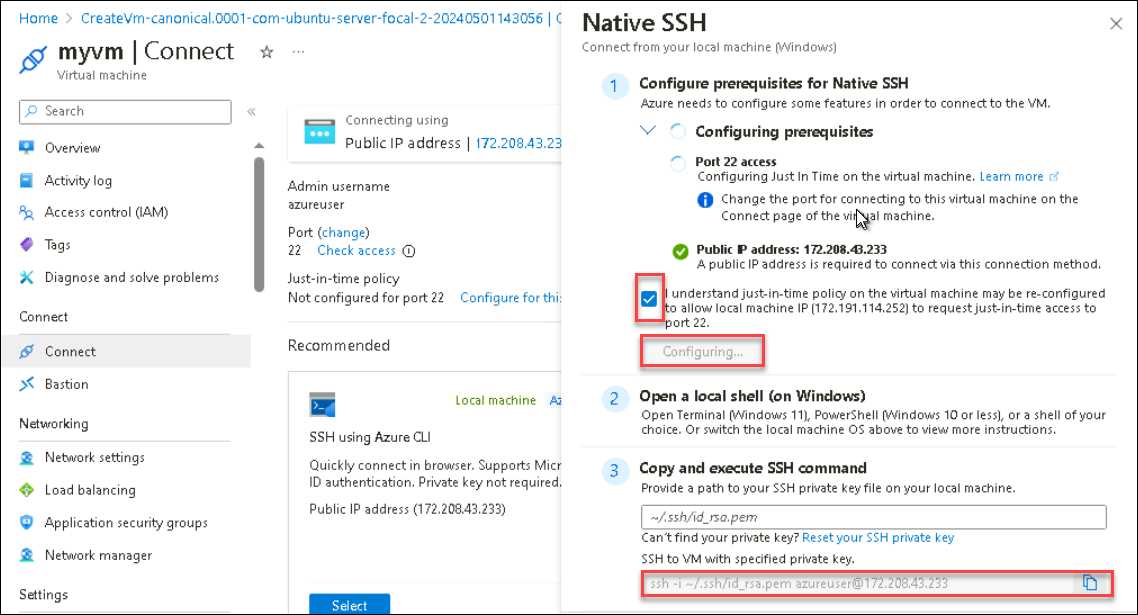 Home > CreateVm-canonical.0001-com-ubuntu-server-focal-2-20240501143056 |
myvm | Connect
Virtual machine
Search
Overview
Activity log
Access control (IAM)
Tags
Diagnose and solve problems
Connect
Connect
Bastion
Networking
Network settings
Load balancing
Application security groups
Network manager
Settings
Connecting using
Public IP address | 172.208.43.23
Admin username
azureuser
Port (change)
22 Check access
Just-in-time policy
Not configured for port 22 Configure for this
Recommended
Local machine Az
SSH using Azure CLI
Quickly connect in browser. Supports Micr
ID authentication. Private key not required.
Public IP address (172.208.43.233)
Select
Native SSH
Connect from your local machine (Windows)
1 Configure prerequisites for Native SSH
Azure needs to configure some features in order to connect to the VM.
Configuring prerequisites
Port 22 access
Configuring Just In Time on the virtual machine. Learn more
Change the port for connecting to this virtual machine on the
Connect page of the virtual machine.
Public IP address: 172.208.43.233
A public IP address is required to connect via this connection method.
I understand just-in-time policy on the virtual machine may be re-configured
to allow local machine IP (172.191.114.252) to request just-in-time access to
port 22.
Configuring...
2 Open a local shell (on Windows)
Open Terminal (Windows 11), PowerShell (Windows 10 or less), or a shell of your
choice. Or switch the local machine OS above to view more instructions.
3 Copy and execute SSH command
Provide a path to your SSH private key file on your local machine.
~/.ssh/id_rsa.pem
Can't find your private key? Reset your SSH private key
SSH to VM with specified private key.
ssh -i ~/.ssh/id_rsa.pem azureuser@172.208.43.233